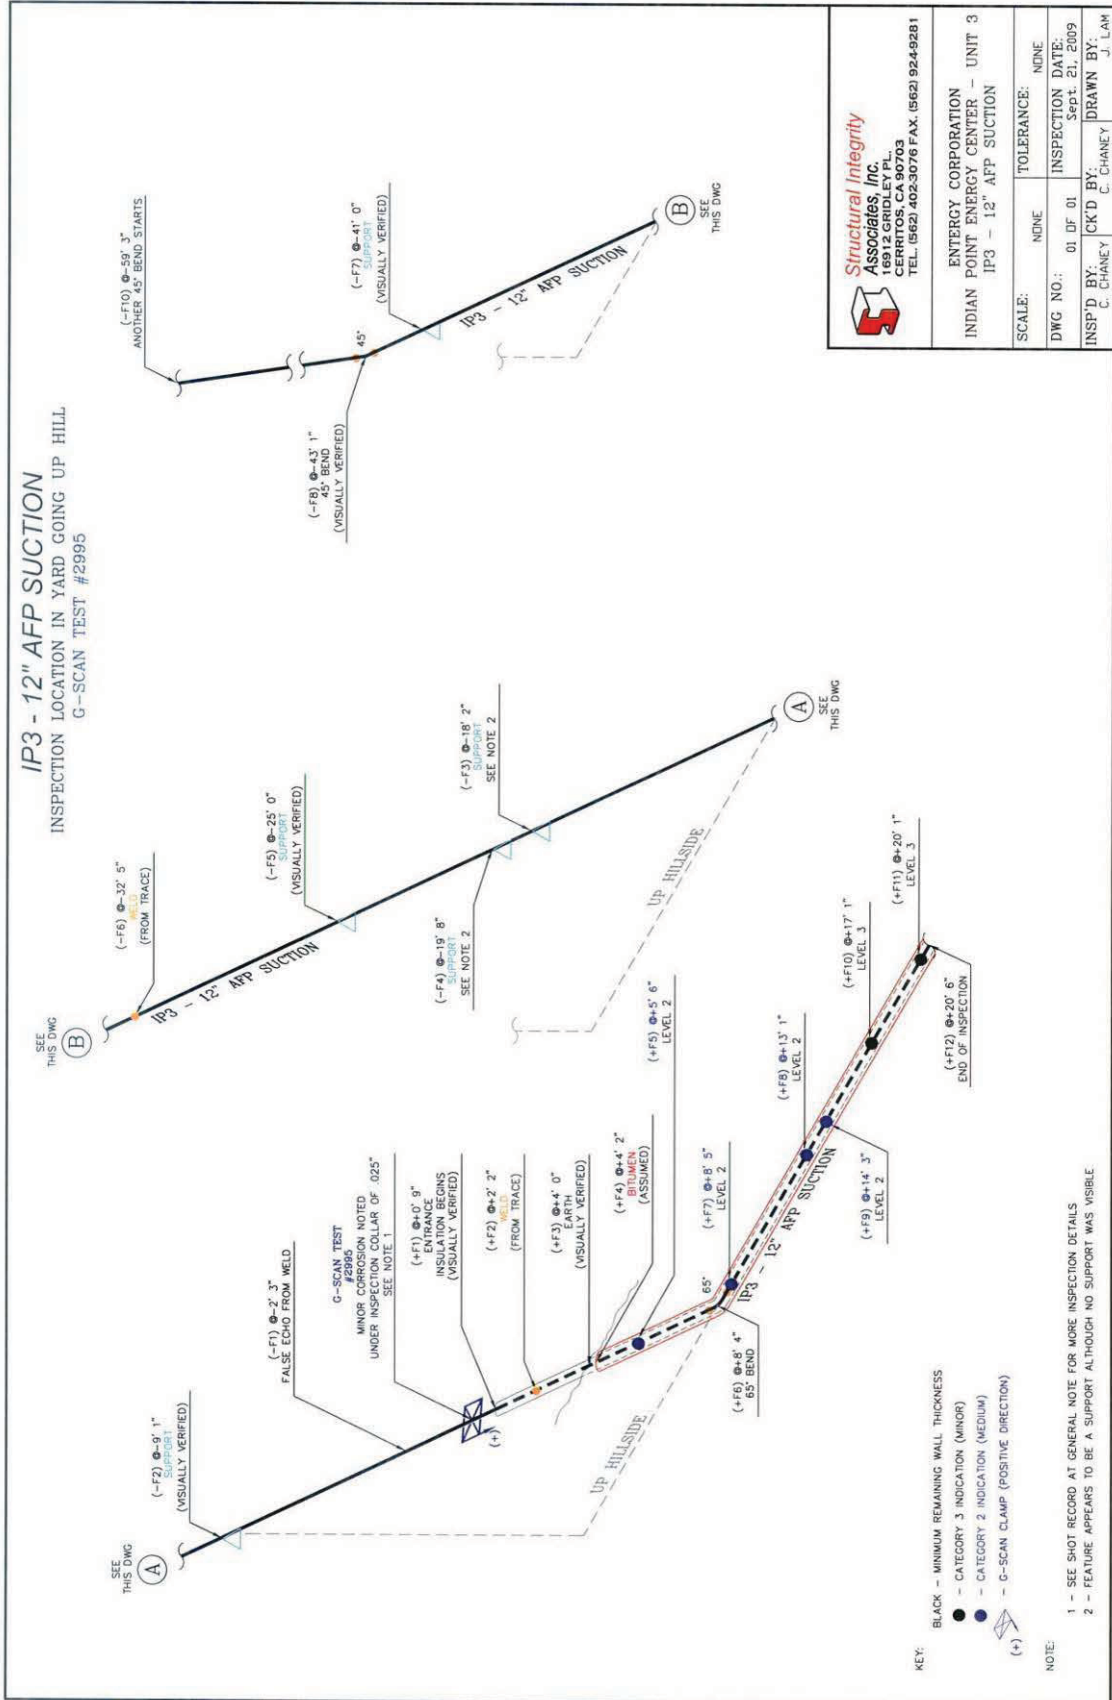 IP3 - 12" AFP SUCTION
INSPECTION LOCATION IN YARD GOING UP HILL
G-SCAN TEST #2995
SEE
THIS DWG
A
(-F2) @-9' 1"
SUPPORT
(VISUALLY VERIFIED)
(-F1) @-2' 3"
FALSE ECHO FROM WELD
G-SCAN TEST
#2995
MINOR CORROSION NOTED
UNDER INSPECTION COLLAR OF .025"
SEE NOTE 1
(+F1) @+0' 9"
ENTRANCE
INSULATION BEGINS
(VISUALLY VERIFIED)
(+F2) @+2' 2"
WELD
(FROM TRACE)
(+F3) @+4' 0"
EARTH
(VISUALLY VERIFIED)
(+F4) @+4' 2"
BITUMEN
(ASSUMED)
(+F5) @+5' 6"
LEVEL 2
(+)
UP HILLSIDE
(+F6) @+8' 4"
65° BEND
65°
(+F7) @+8' 5"
LEVEL 2
IP3 - 12" AFP SUCTION
(+F8) @+13' 1"
LEVEL 2
(+F9) @+14' 3"
LEVEL 2
(+F10) @+17' 1"
LEVEL 3
(+F11) @+20' 1"
LEVEL 3
(+F12) @+20' 6"
END OF INSPECTION
SEE
THIS DWG
B
(-F6) @-32' 5"
WELD
(FROM TRACE)
IP3 - 12" AFP SUCTION
(-F5) @-25' 0"
SUPPORT
(VISUALLY VERIFIED)
(-F4) @-19' 8"
SUPPORT
SEE NOTE 2
(-F3) @-18' 2"
SUPPORT
SEE NOTE 2
UP HILLSIDE
A
SEE
THIS DWG
(-F10) @-59' 3"
ANOTHER 45° BEND STARTS
(-F8) @-43' 1"
45° BEND
(VISUALLY VERIFIED)
45°
(-F7) @-41' 0"
SUPPORT
(VISUALLY VERIFIED)
IP3 - 12" AFP SUCTION
B
SEE
THIS DWG
KEY:
BLACK - MINIMUM REMAINING WALL THICKNESS
- CATEGORY 3 INDICATION (MINOR)
- CATEGORY 2 INDICATION (MEDIUM)
- G-SCAN CLAMP (POSITIVE DIRECTION)
(+)
NOTE:
1 - SEE SHOT RECORD AT GENERAL NOTE FOR MORE INSPECTION DETAILS
2 - FEATURE APPEARS TO BE A SUPPORT ALTHOUGH NO SUPPORT WAS VISIBLE
Structural Integrity
Associates, Inc.
16912 GRIDLEY PL.
CERRITOS, CA 90703
TEL. (562) 402-3076 FAX. (562) 924-9281
ENTERGY CORPORATION
INDIAN POINT ENERGY CENTER - UNIT 3
IP3 - 12" AFP SUCTION
SCALE: NONE
TOLERANCE: NONE
DWG NO.: 01 OF 01
INSPECTION DATE: Sept. 21, 2009
INSP'D BY: C. CHANEY
CK'D BY: C. CHANEY
DRAWN BY: J. LAM